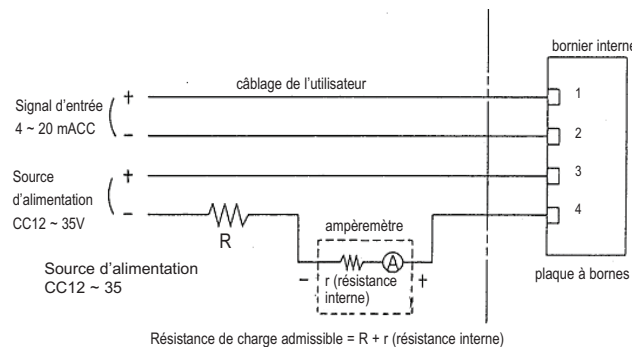 bornier interne
câblage de l'utilisateur
Signal d'entrée
4 ~ 20 mACC
+
-
1
2
Source
d'alimentation
CC12 ~ 35V
+
-
3
4
R
ampèremètre
A
-
+
r (résistance
interne)
Source d'alimentation
CC12 ~ 35
plaque à bornes
Résistance de charge admissible = R + r (résistance interne)